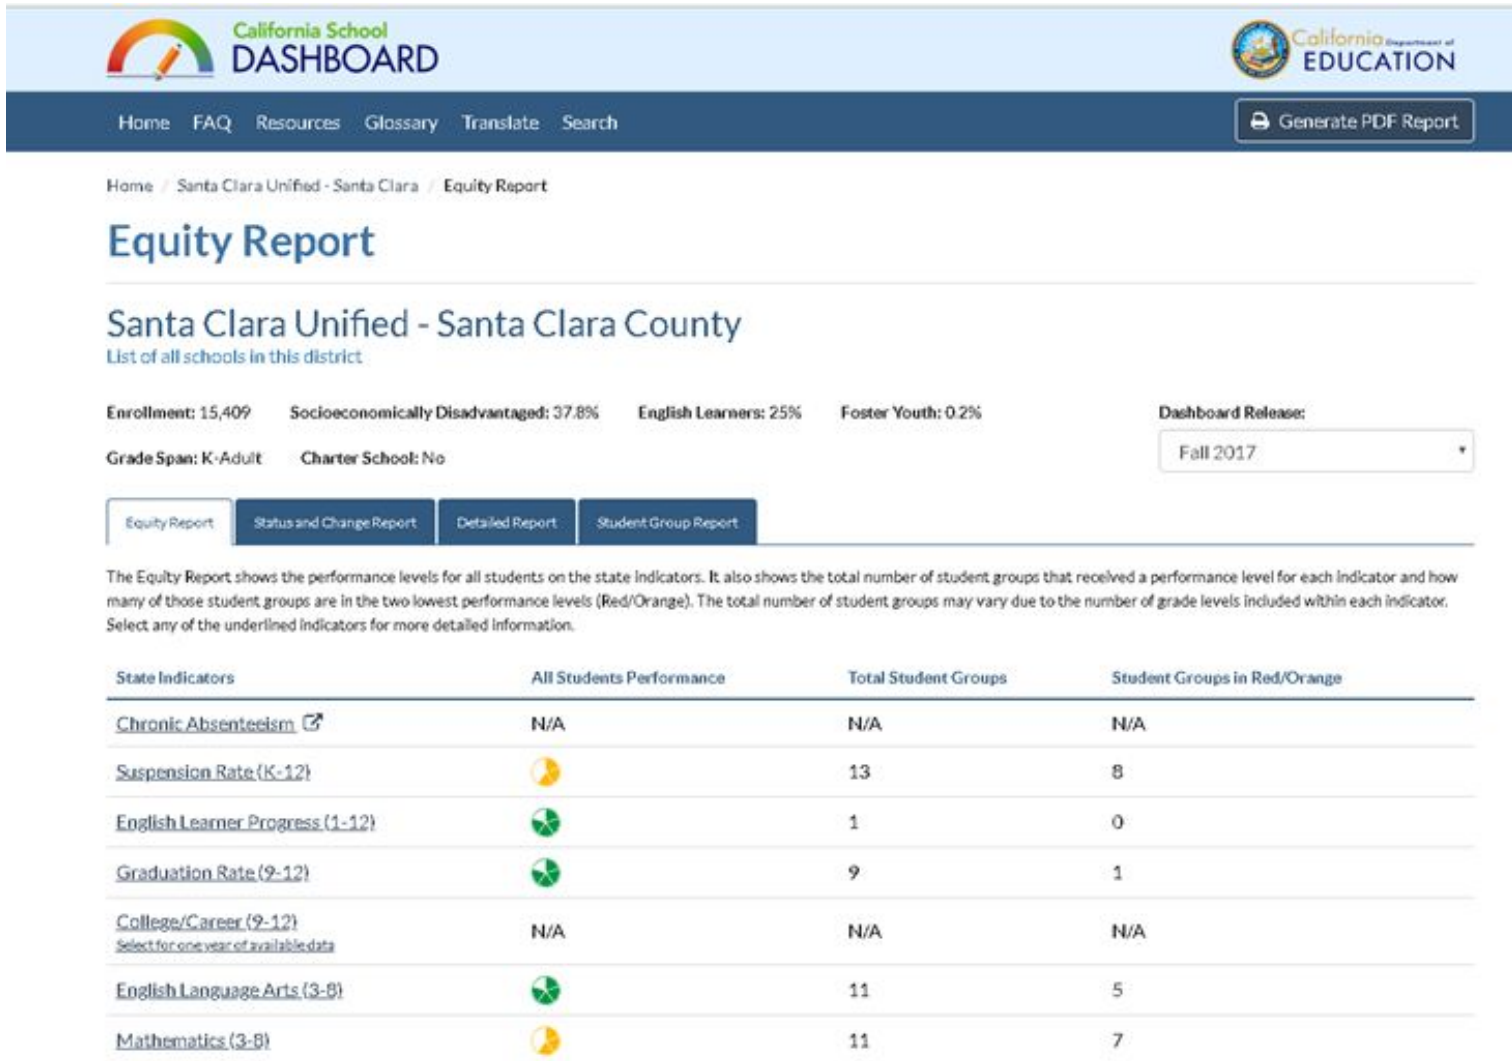 California School
DASHBOARD
California Department of
EDUCATION
Home FAQ Resources Glossary Translate Search
Generate PDF Report
Home / Santa Clara Unified - Santa Clara / Equity Report
Equity Report
Santa Clara Unified - Santa Clara County
List of all schools in this district
Enrollment: 15,409 Socioeconomically Disadvantaged: 37.8% English Learners: 25% Foster Youth: 0.2% Dashboard Release:
Grade Span: K-Adult Charter School: No Fall 2017
Equity Report Status and Change Report Detailed Report Student Group Report
The Equity Report shows the performance levels for all students on the state indicators. It also shows the total number of student groups that received a performance level for each indicator and how
many of those student groups are in the two lowest performance levels (Red/Orange). The total number of student groups may vary due to the number of grade levels included within each indicator.
Select any of the underlined indicators for more detailed information.
State Indicators All Students Performance Total Student Groups Student Groups in Red/Orange
Chronic Absenteeism N/A N/A N/A
Suspension Rate (K-12) 13 8
English Learner Progress (1-12) 1 0
Graduation Rate (9-12) 9 1
College/Career (9-12) N/A N/A N/A
Select for one year of available data
English Language Arts (3-8) 11 5
Mathematics (3-8) 11 7